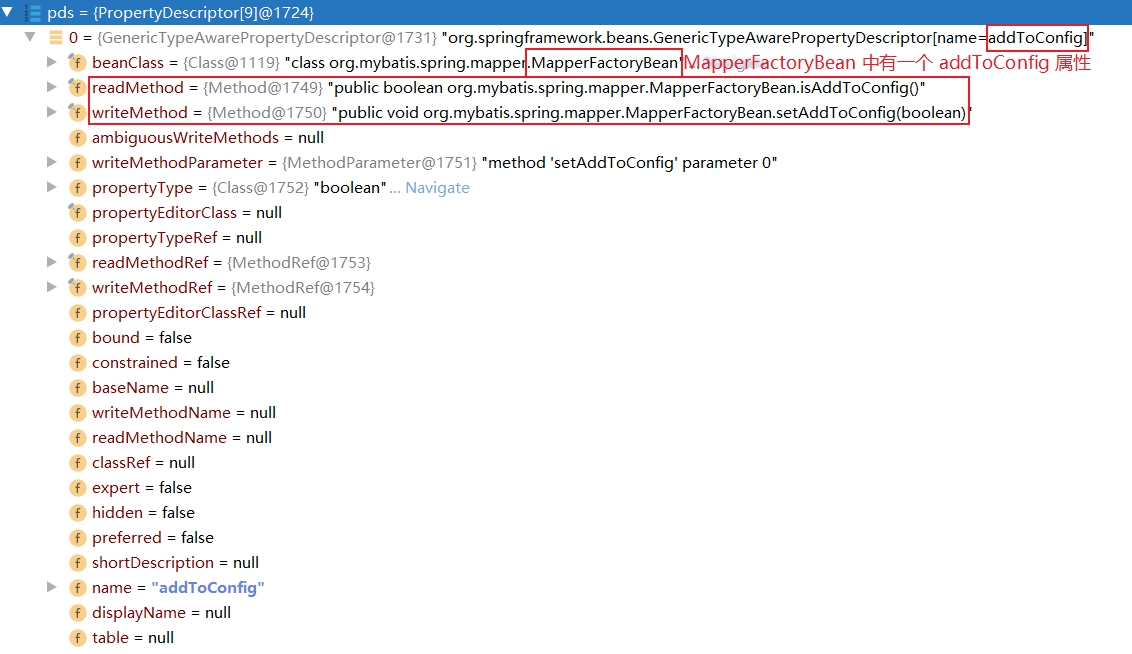 pds = {PropertyDescriptor[9]@1724}
0 = {GenericTypeAwarePropertyDescriptor@1731} "org.springframework.beans.GenericTypeAwarePropertyDescriptor[name=addToConfig]"
beanClass = {Class@1119} "class org.mybatis.spring.mapper.MapperFactoryBean" MapperFactoryBean 中有一个 addToConfig 属性
readMethod = {Method@1749} "public boolean org.mybatis.spring.mapper.MapperFactoryBean.isAddToConfig()"
writeMethod = {Method@1750} "public void org.mybatis.spring.mapper.MapperFactoryBean.setAddToConfig(boolean)"
ambiguousWriteMethods = null
writeMethodParameter = {MethodParameter@1751} "method 'setAddToConfig' parameter 0"
propertyType = {Class@1752} "boolean"... Navigate
propertyEditorClass = null
propertyTypeRef = null
readMethodRef = {MethodRef@1753}
writeMethodRef = {MethodRef@1754}
propertyEditorClassRef = null
bound = false
constrained = false
baseName = null
writeMethodName = null
readMethodName = null
classRef = null
expert = false
hidden = false
preferred = false
shortDescription = null
name = "addToConfig"
displayName = null
table = null